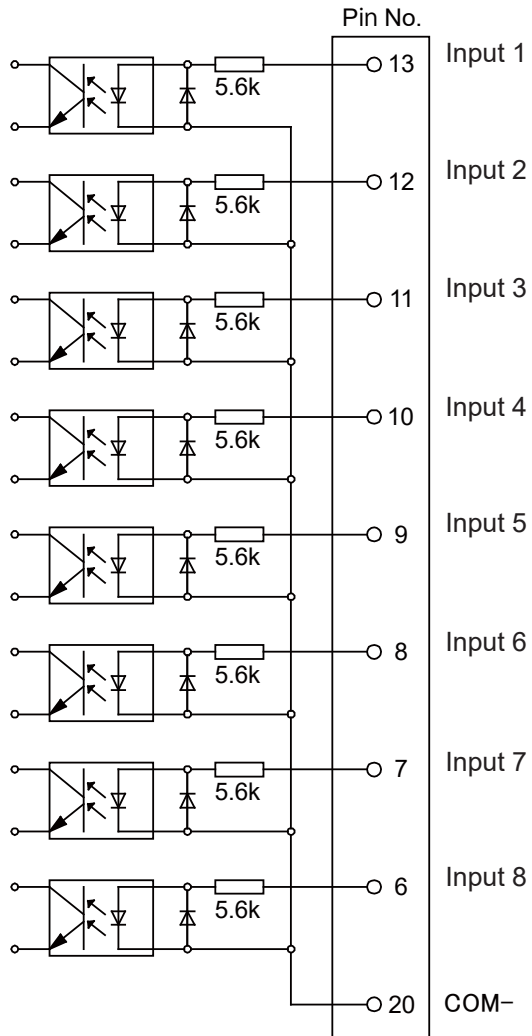 Pin No.
13 Input 1
5.6k
12 Input 2
5.6k
11 Input 3
5.6k
10 Input 4
5.6k
9 Input 5
5.6k
8 Input 6
5.6k
7 Input 7
5.6k
6 Input 8
5.6k
20 COM−